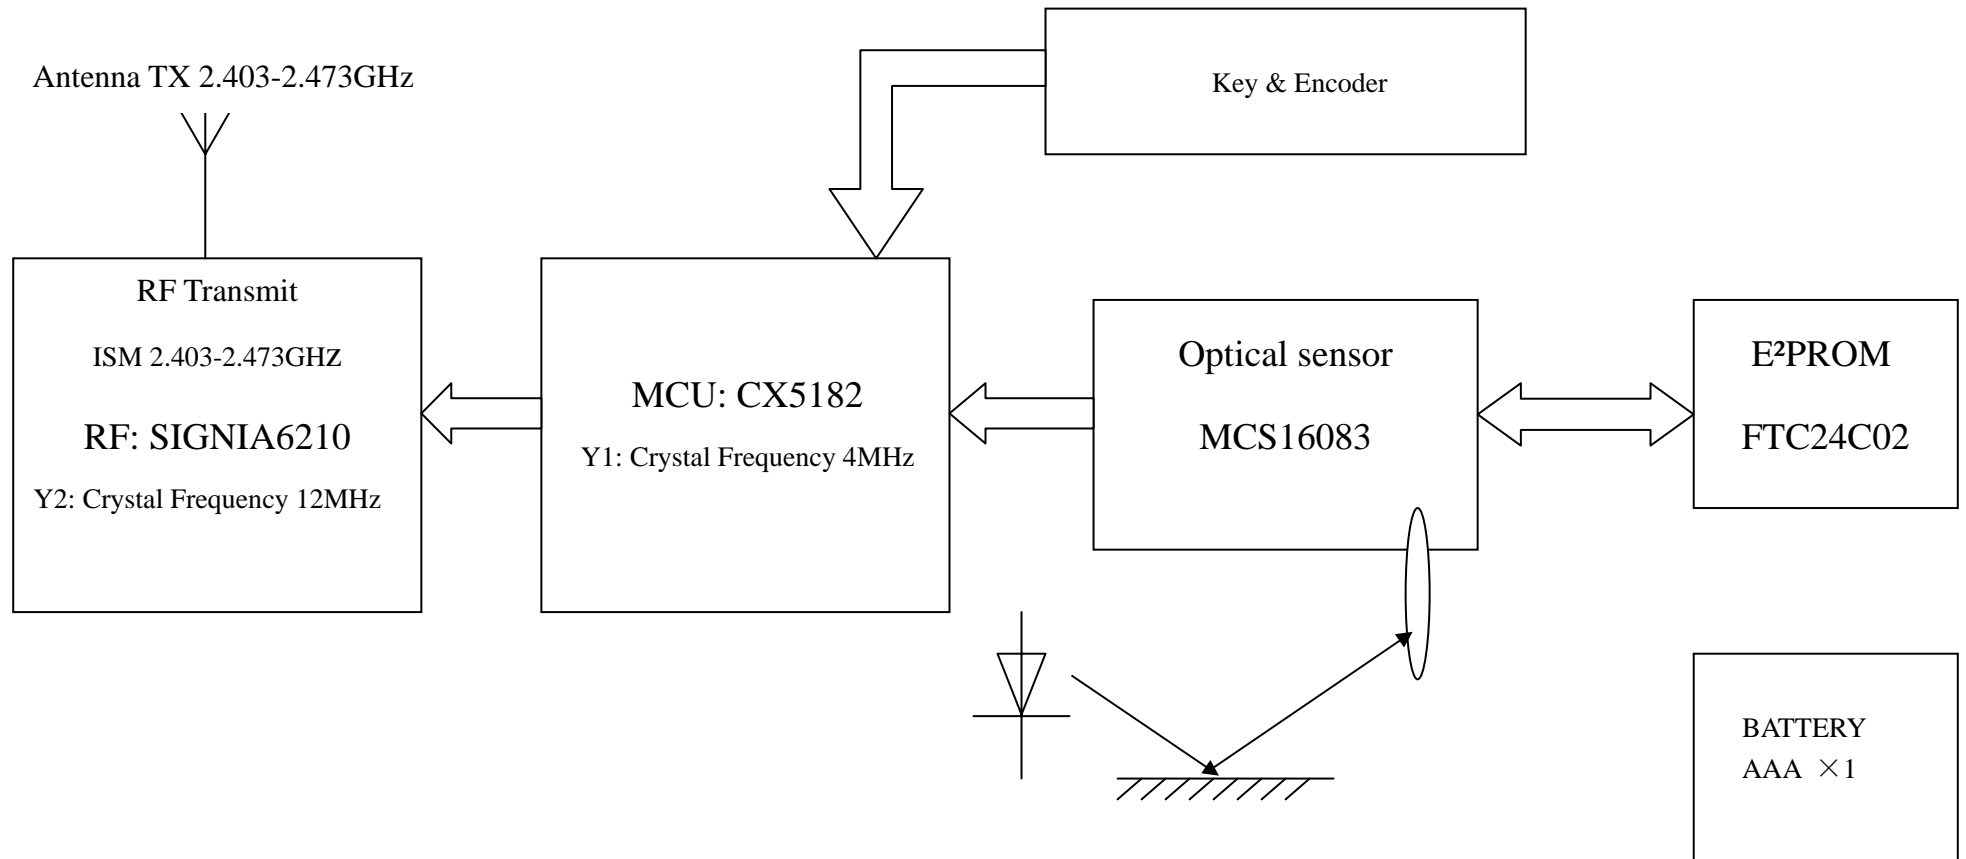 Antenna TX 2.403-2.473GHz
Key & Encoder
RF Transmit
ISM 2.403-2.473GHZ
RF: SIGNIA6210
Y2: Crystal Frequency 12MHz
MCU: CX5182
Y1: Crystal Frequency 4MHz
Optical sensor
MCS16083
E²PROM
FTC24C02
BATTERY
AAA ×1